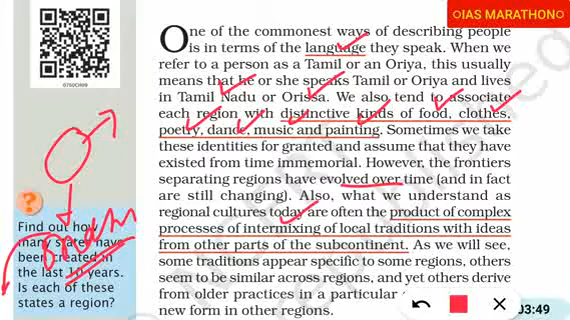 IAS MARATHON
0760CH09
One of the commonest ways of describing people
is in terms of the language they speak. When we
refer to a person as a Tamil or an Oriya, this usually
means that he or she speaks Tamil or Oriya and lives
in Tamil Nadu or Orissa. We also tend to associate
each region with distinctive kinds of food, clothes,
poetry, dance, music and painting. Sometimes we take
these identities for granted and assume that they have
existed from time immemorial. However, the frontiers
separating regions have evolved over time (and in fact
are still changing). Also, what we understand as
regional cultures today are often the product of complex
processes of intermixing of local traditions with
ideas from other parts of the subcontinent. As we will see,
some traditions appear specific to some regions, others
seem to be similar across regions, and yet others derive
from older practices in a particular
new form in other regions.
?
Find out how
many states have
been created in
the last 10 years.
Is each of these
states a region?
03:49